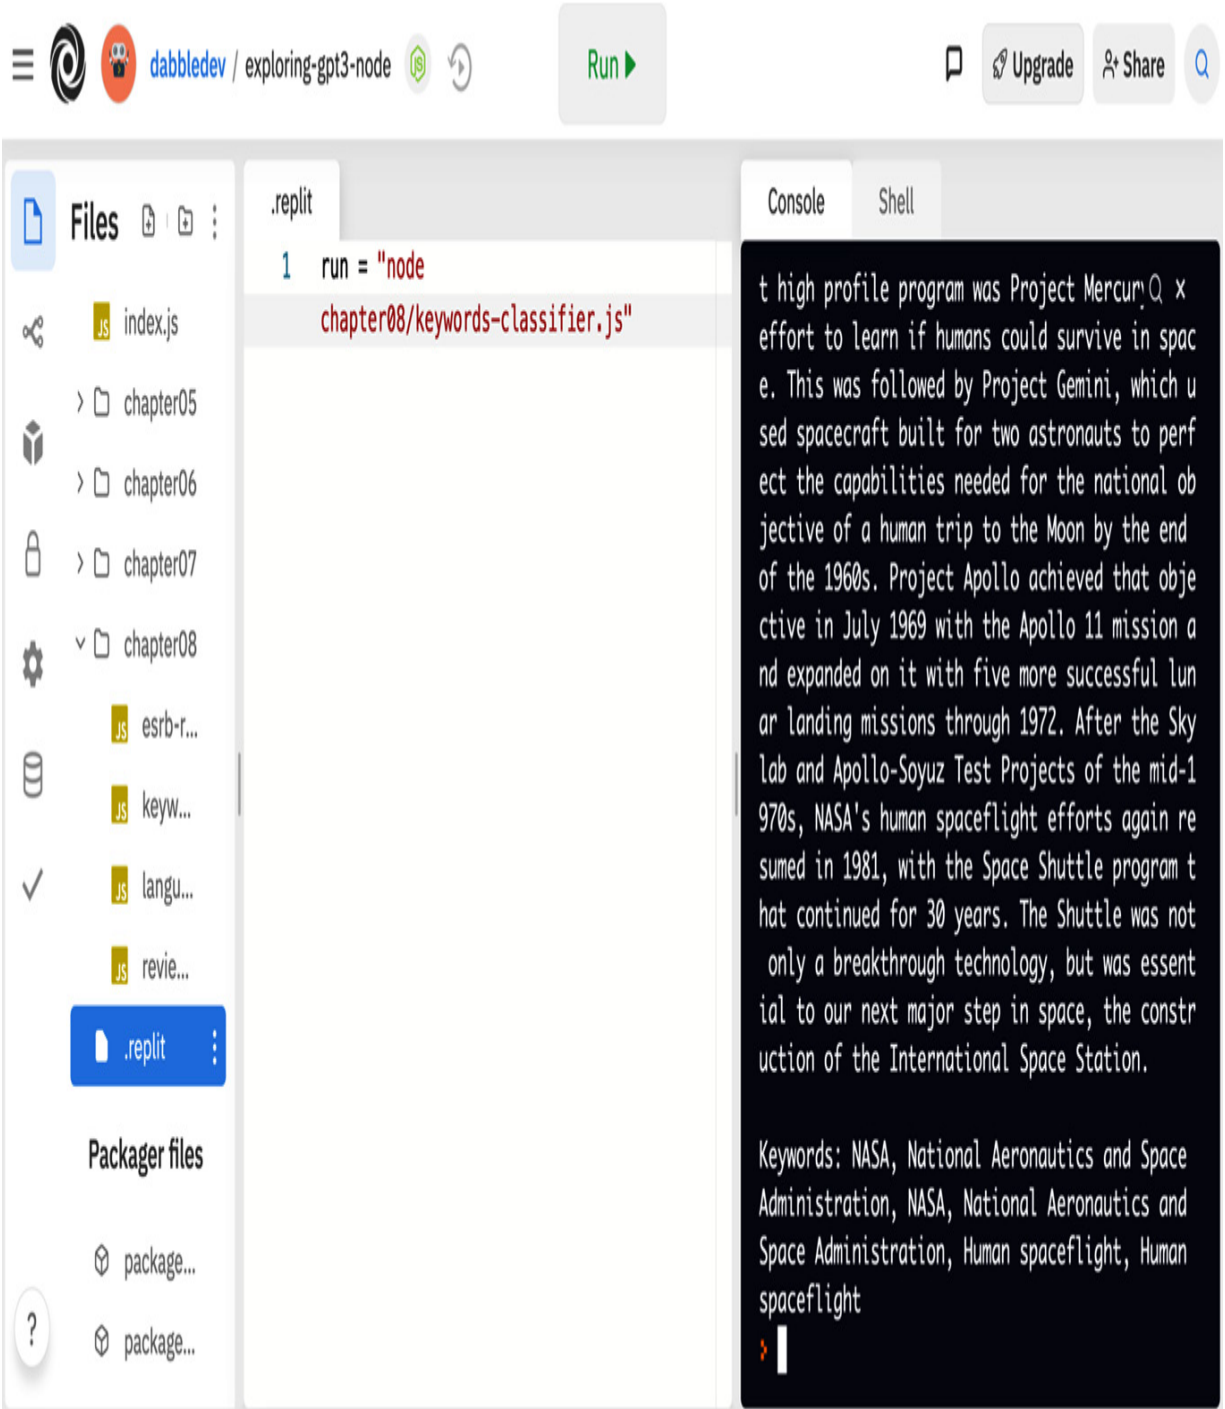 dabbledev / exploring-gpt3-node
Run
Upgrade
Share
Files
JS index.js
chapter05
chapter06
chapter07
chapter08
JS esrb-r...
JS keyw...
JS langu...
JS revie...
.replit
Packager files
package...
package...
?
.replit
1 run = "node
chapter08/keywords-classifier.js"
Console Shell
t high profile program was Project Mercury
effort to learn if humans could survive in spac
e. This was followed by Project Gemini, which u
sed spacecraft built for two astronauts to perf
ect the capabilities needed for the national ob
jective of a human trip to the Moon by the end
of the 1960s. Project Apollo achieved that obje
ctive in July 1969 with the Apollo 11 mission a
nd expanded on it with five more successful lun
ar landing missions through 1972. After the Sky
lab and Apollo-Soyuz Test Projects of the mid-1
970s, NASA's human spaceflight efforts again re
sumed in 1981, with the Space Shuttle program t
hat continued for 30 years. The Shuttle was not
only a breakthrough technology, but was essent
ial to our next major step in space, the constr
uction of the International Space Station.
Keywords: NASA, National Aeronautics and Space
Administration, NASA, National Aeronautics and
Space Administration, Human spaceflight, Human
spaceflight
>